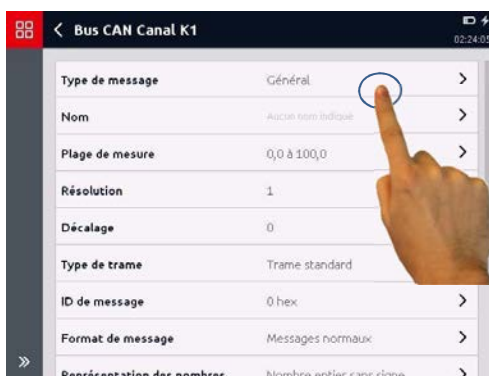 Bus CAN Canal K1
02:24:05
Type de message Général
Nom Aucun nom indiqué
Plage de mesure 0,0 à 100,0
Résolution 1
Décalage 0
Type de trame Trame standard
ID de message 0 hex
Format de message Messages normaux
Représentation des nombres Nombre entier sans signe